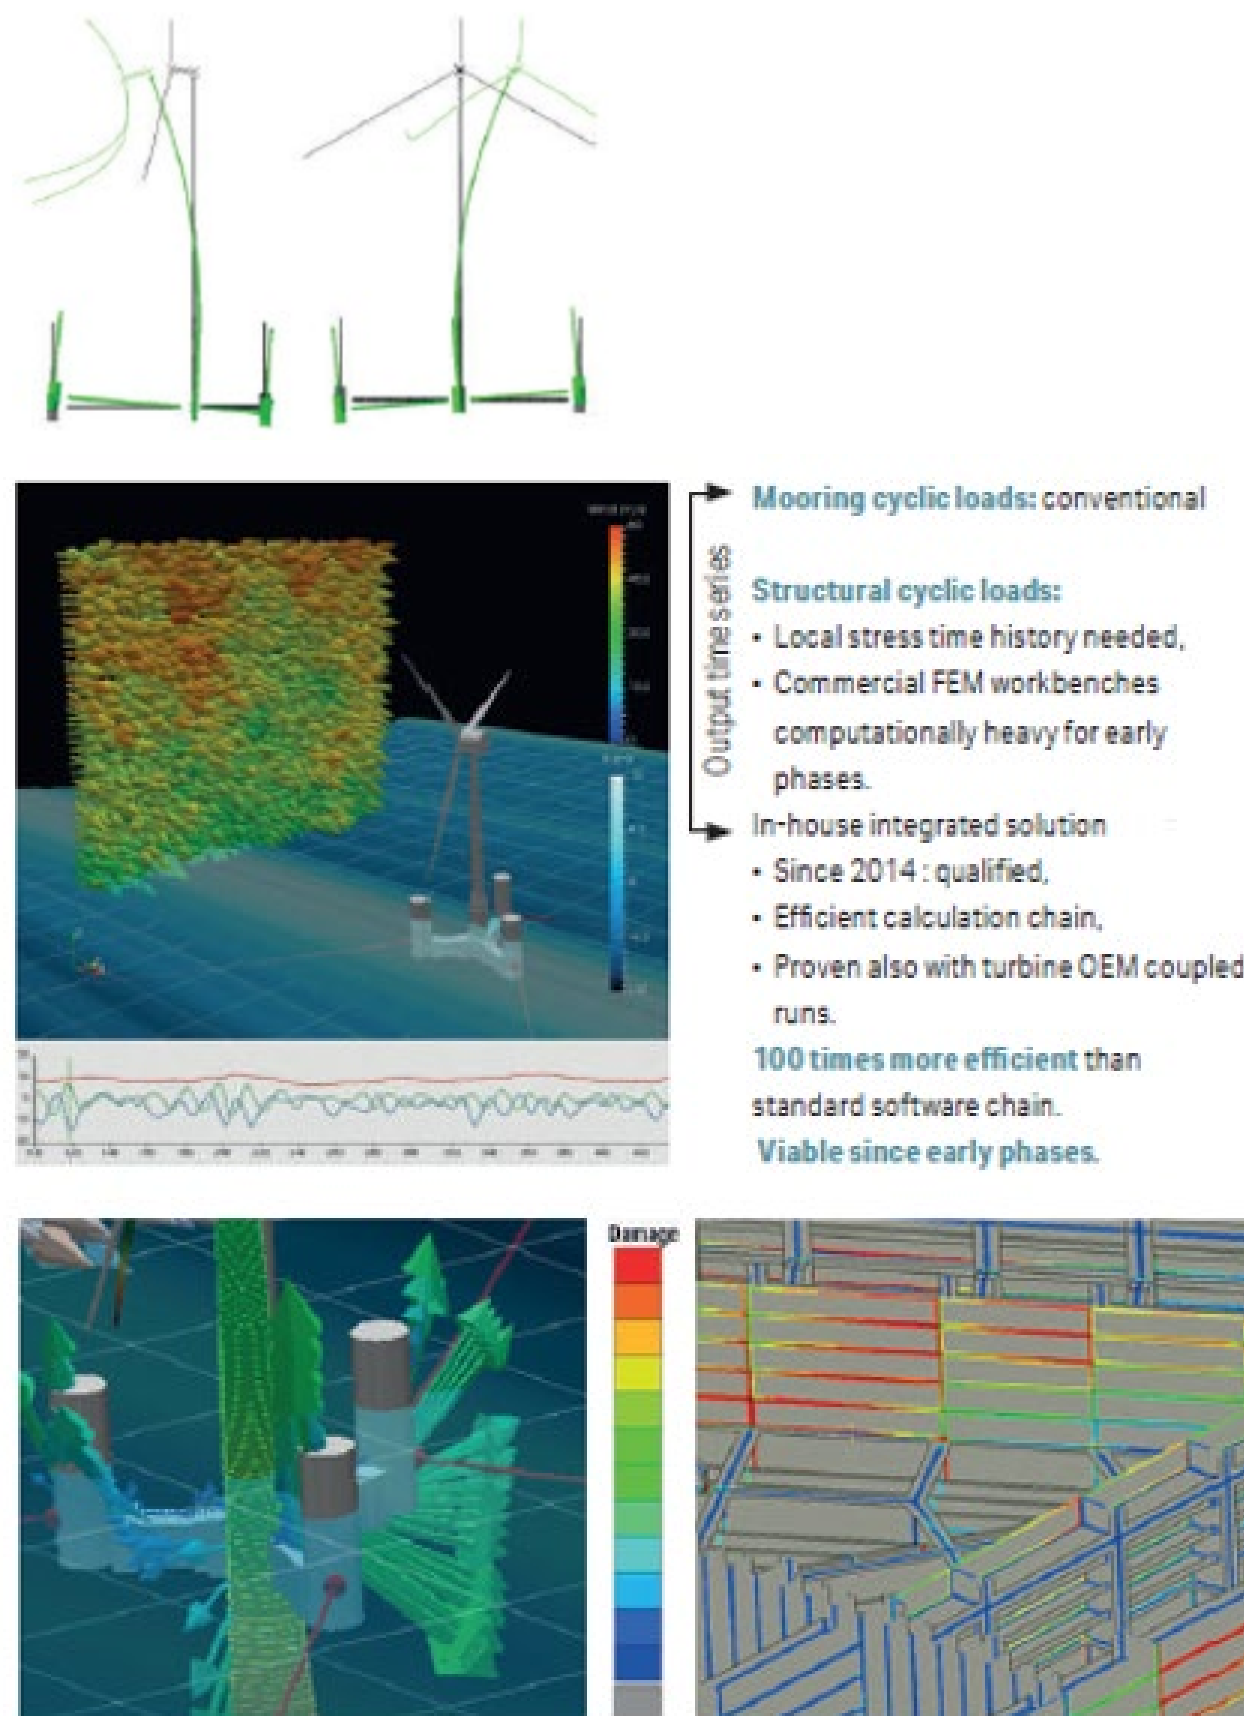 Mooring cyclic loads: conventional
Output time series
Structural cyclic loads:
• Local stress time history needed,
• Commercial FEM workbenches
computationally heavy for early
phases.
In-house integrated solution
• Since 2014 : qualified,
• Efficient calculation chain,
• Proven also with turbine OEM coupled
runs.
100 times more efficient than
standard software chain.
Viable since early phases.
Damage